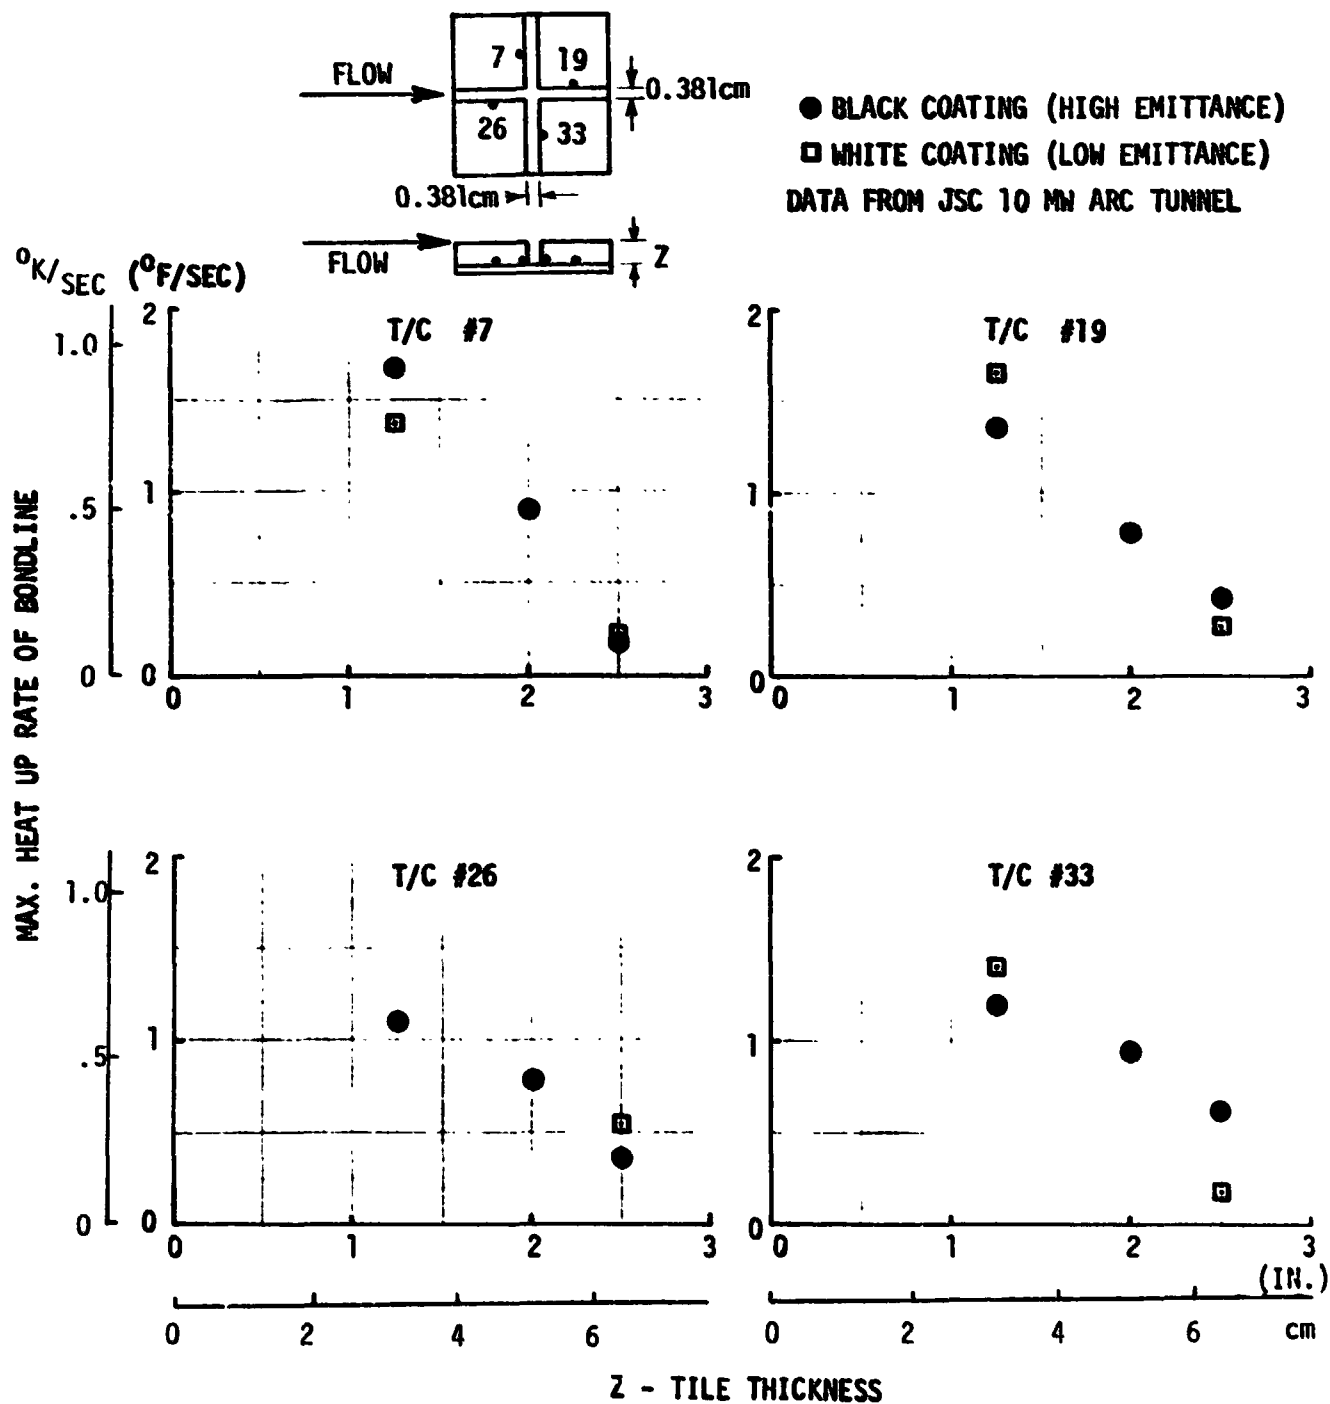 7
19
FLOW
0.381cm
26
33
0.381cm
FLOW
Z
● BLACK COATING (HIGH EMITTANCE)
WHITE COATING (LOW EMITTANCE)
DATA FROM JSC 10 MW ARC TUNNEL
°K/SEC (°F/SEC)
MAX. HEAT UP RATE OF BONDLINE
T/C #7
1.0
.5
0
2
1
0
0 1 2 3
T/C #19
2
1
0
0 1 2 3
T/C #26
1.0
.5
0
2
1
0
0 1 2 3
0 2 4 6
T/C #33
2
1
0
0 1 2 3
(IN.)
0 2 4 6 cm
Z - TILE THICKNESS